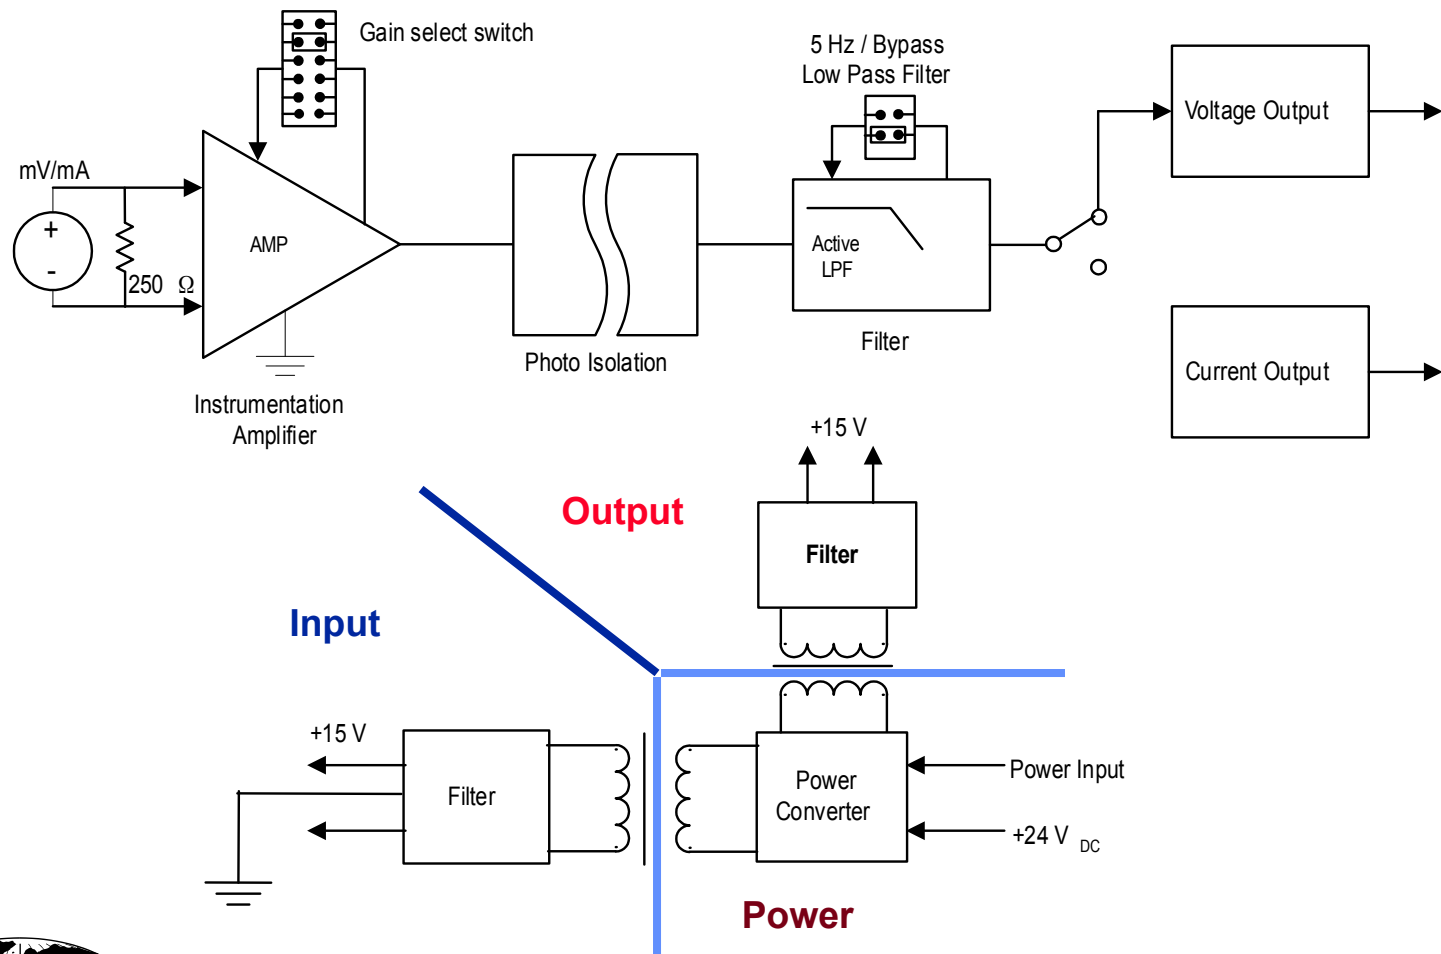 Gain select switch
5 Hz / Bypass
Low Pass Filter
Voltage Output
mV/mA
+
-
250 Ω
AMP
Active
LPF
Filter
Photo Isolation
Instrumentation
Amplifier
Current Output
+15 V
Output
Filter
Input
+15 V
Filter
Power
Converter
Power Input
+24 V DC
Power